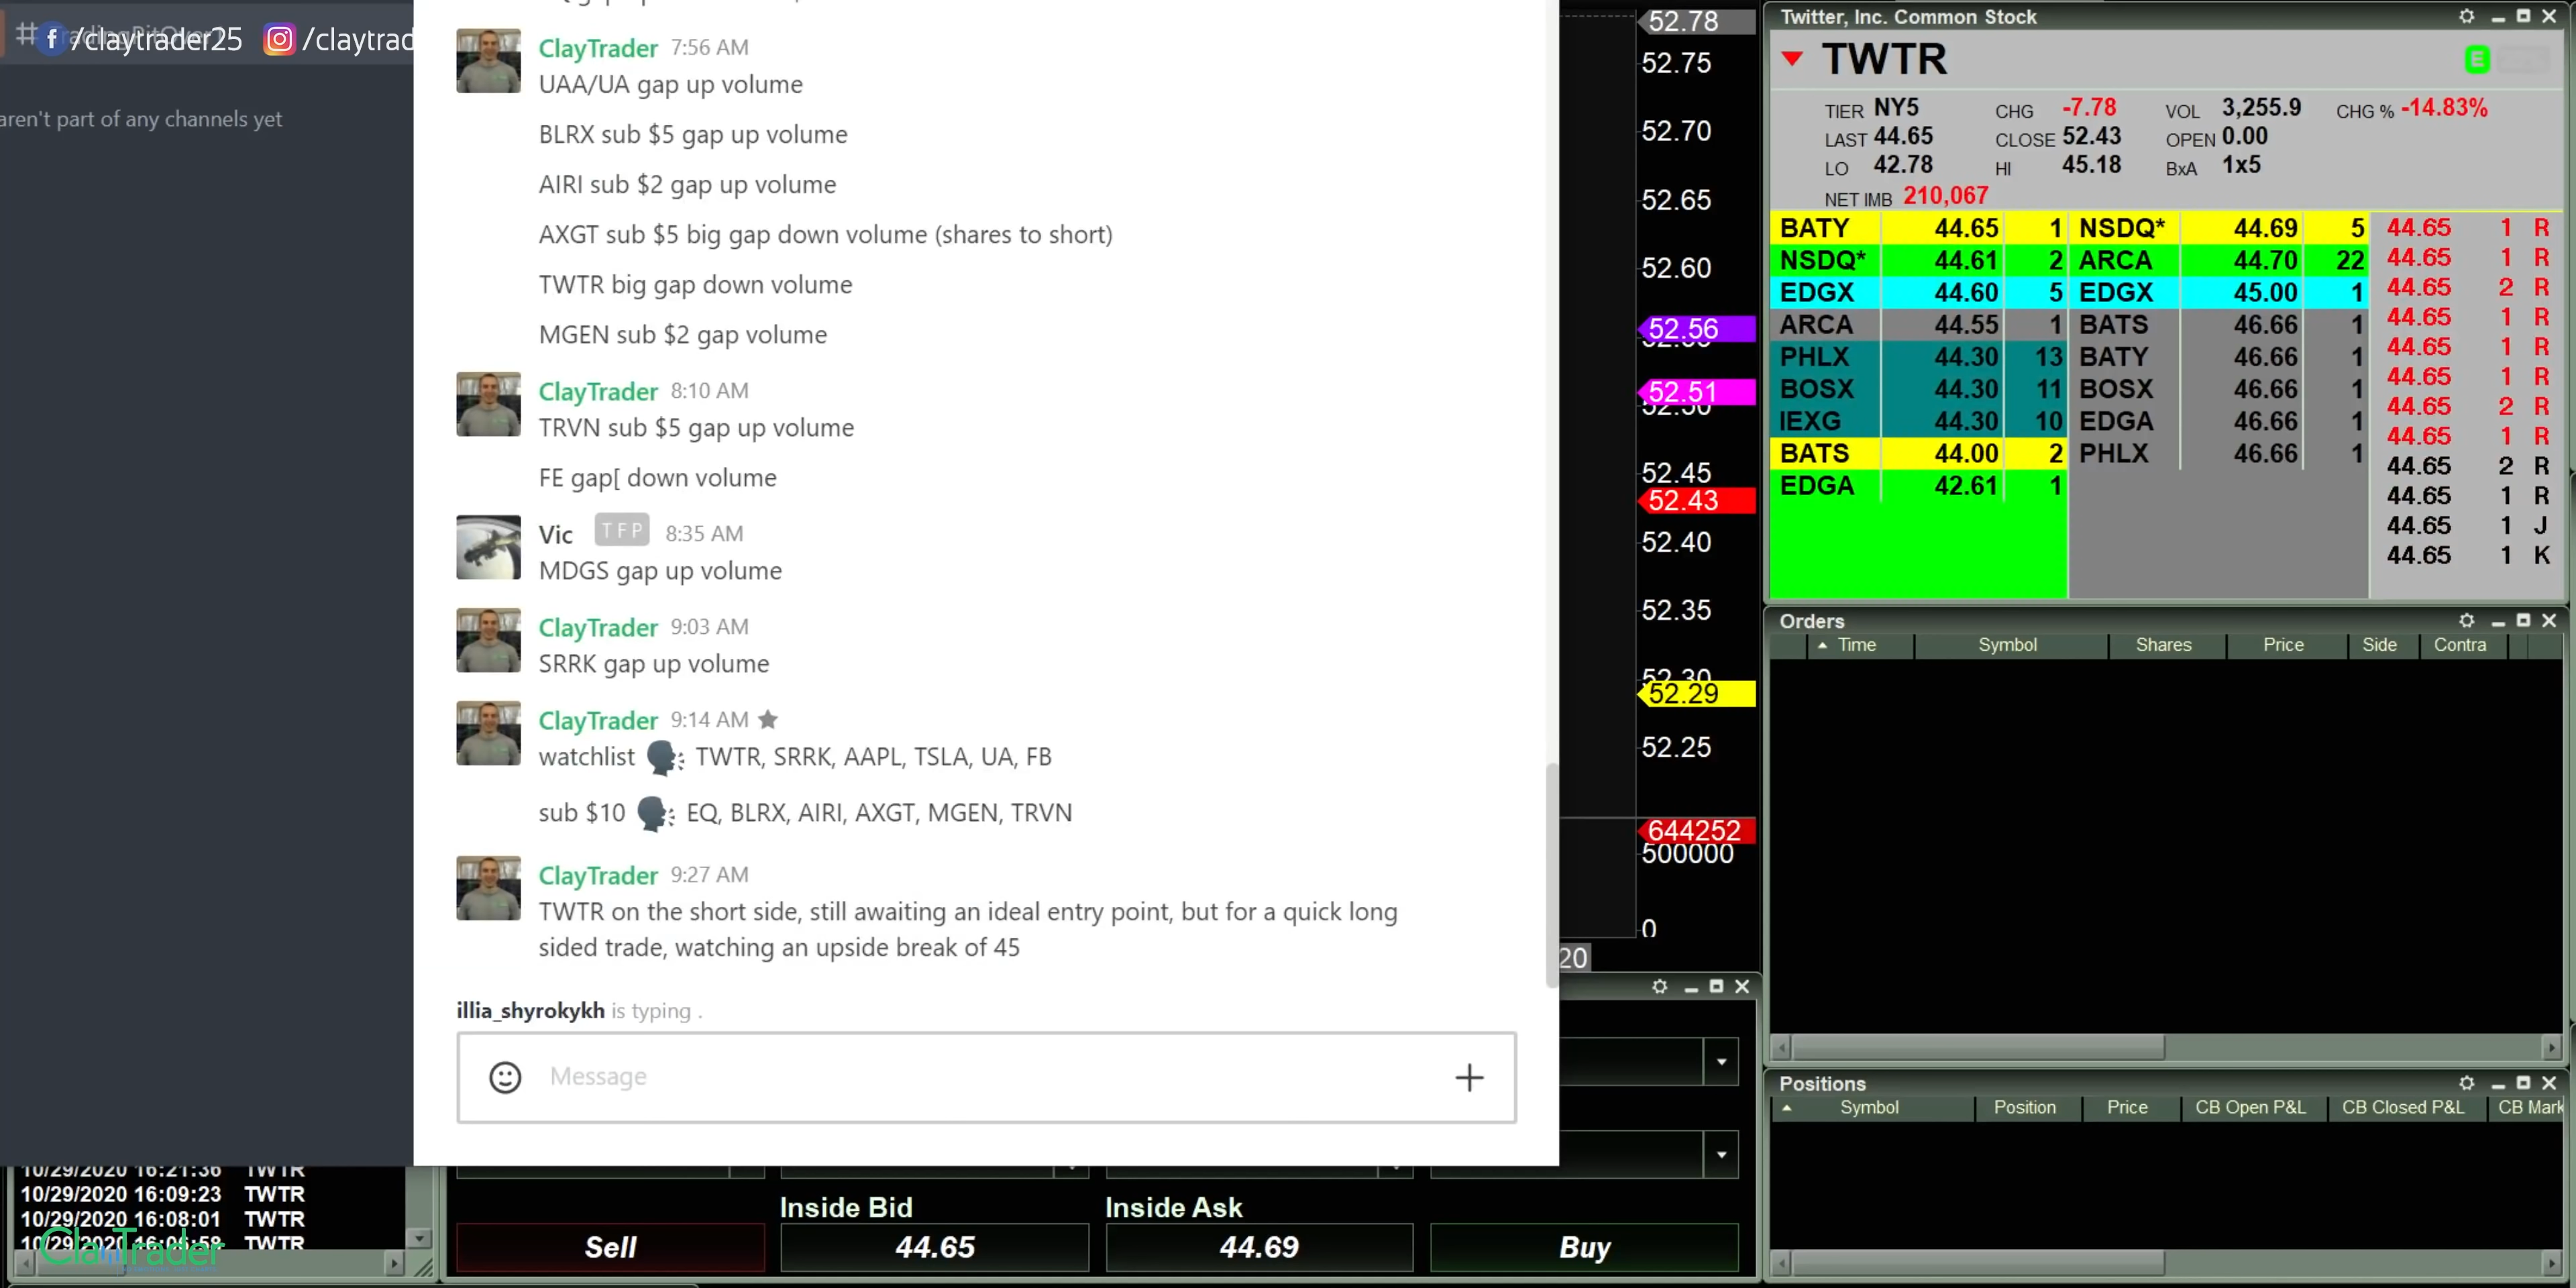 /claytrader25
/claytrad
aren't part of any channels yet
ClayTrader 7:56 AM
UAA/UA gap up volume
BLRX sub $5 gap up volume
AIRI sub $2 gap up volume
AXGT sub $5 big gap down volume (shares to short)
TWTR big gap down volume
MGEN sub $2 gap volume
ClayTrader 8:10 AM
TRVN sub $5 gap up volume
FE gap[ down volume
Vic TFP 8:35 AM
MDGS gap up volume
ClayTrader 9:03 AM
SRRK gap up volume
ClayTrader 9:14 AM
watchlist TWTR, SRRK, AAPL, TSLA, UA, FB
sub $10 EQ, BLRX, AIRI, AXGT, MGEN, TRVN
ClayTrader 9:27 AM
TWTR on the short side, still awaiting an ideal entry point, but for a quick long
sided trade, watching an upside break of 45
illia_shyrokykh is typing .
Message
10/29/2020 16:21:36 TWTR
10/29/2020 16:09:23 TWTR
10/29/2020 16:08:01 TWTR
ClayTrader
Inside Bid Inside Ask
Sell 44.65 44.69 Buy
52.78
52.75
52.70
52.65
52.60
52.56
52.51
52.45
52.43
52.40
52.35
52.30
52.29
52.25
644252
500000
0
20
Twitter, Inc. Common Stock
TWTR
E
TIER NY5 CHG -7.78 VOL 3,255.9 CHG % -14.83%
LAST 44.65 CLOSE 52.43 OPEN 0.00
LO 42.78 HI 45.18 BxA 1x5
NET IMB 210,067
BATY 44.65 1 NSDQ* 44.69 5
NSDQ* 44.61 2 ARCA 44.70 22
EDGX 44.60 5 EDGX 45.00 1
ARCA 44.55 1 BATS 46.66 1
PHLX 44.30 13 BATY 46.66 1
BOSX 44.30 11 BOSX 46.66 1
IEXG 44.30 10 EDGA 46.66 1
BATS 44.00 2 PHLX 46.66 1
EDGA 42.61 1
44.65 1 R
44.65 1 R
44.65 2 R
44.65 1 R
44.65 1 R
44.65 1 R
44.65 2 R
44.65 1 R
44.65 2 R
44.65 1 R
44.65 1 J
44.65 1 K
Orders
Time Symbol Shares Price Side Contra
Positions
Symbol Position Price CB Open P&L CB Closed P&L CB Mark